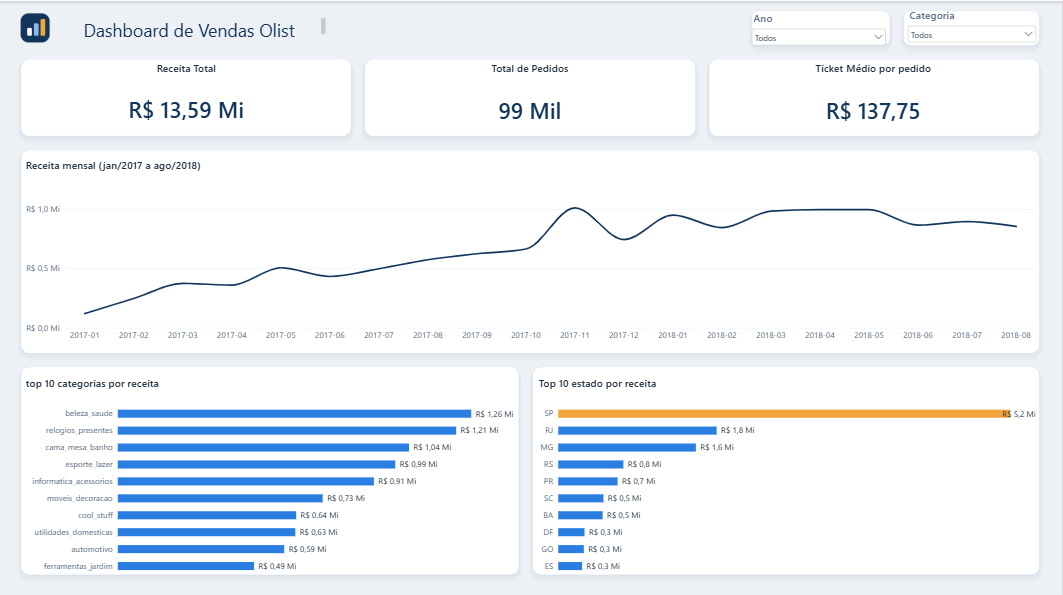 Dashboard de Vendas Olist
Ano
Todos
Categoria
Todos
Receita Total
R$ 13,59 Mi
Total de Pedidos
99 Mil
Ticket Médio por pedido
R$ 137,75
Receita mensal (jan/2017 a ago/2018)
R$ 1,0 Mi
R$ 0,5 Mi
R$ 0,0 Mi
2017-01 2017-02 2017-03 2017-04 2017-05 2017-06 2017-07 2017-08 2017-09 2017-10 2017-11 2017-12 2018-01 2018-02 2018-03 2018-04 2018-05 2018-06 2018-07 2018-08
top 10 categorias por receita
beleza_saude R$ 1,26 Mi
relogios_presentes R$ 1,21 Mi
cama_mesa_banho R$ 1,04 Mi
esporte_lazer R$ 0,99 Mi
informatica_acessorios R$ 0,91 Mi
moveis_decoracao R$ 0,73 Mi
cool_stuff R$ 0,64 Mi
utilidades_domesticas R$ 0,63 Mi
automotivo R$ 0,59 Mi
ferramentas_jardim R$ 0,49 Mi
Top 10 estado por receita
SP R$ 5,2 Mi
RJ R$ 1,8 Mi
MG R$ 1,6 Mi
RS R$ 0,8 Mi
PR R$ 0,7 Mi
SC R$ 0,5 Mi
BA R$ 0,5 Mi
DF R$ 0,3 Mi
GO R$ 0,3 Mi
ES R$ 0,3 Mi